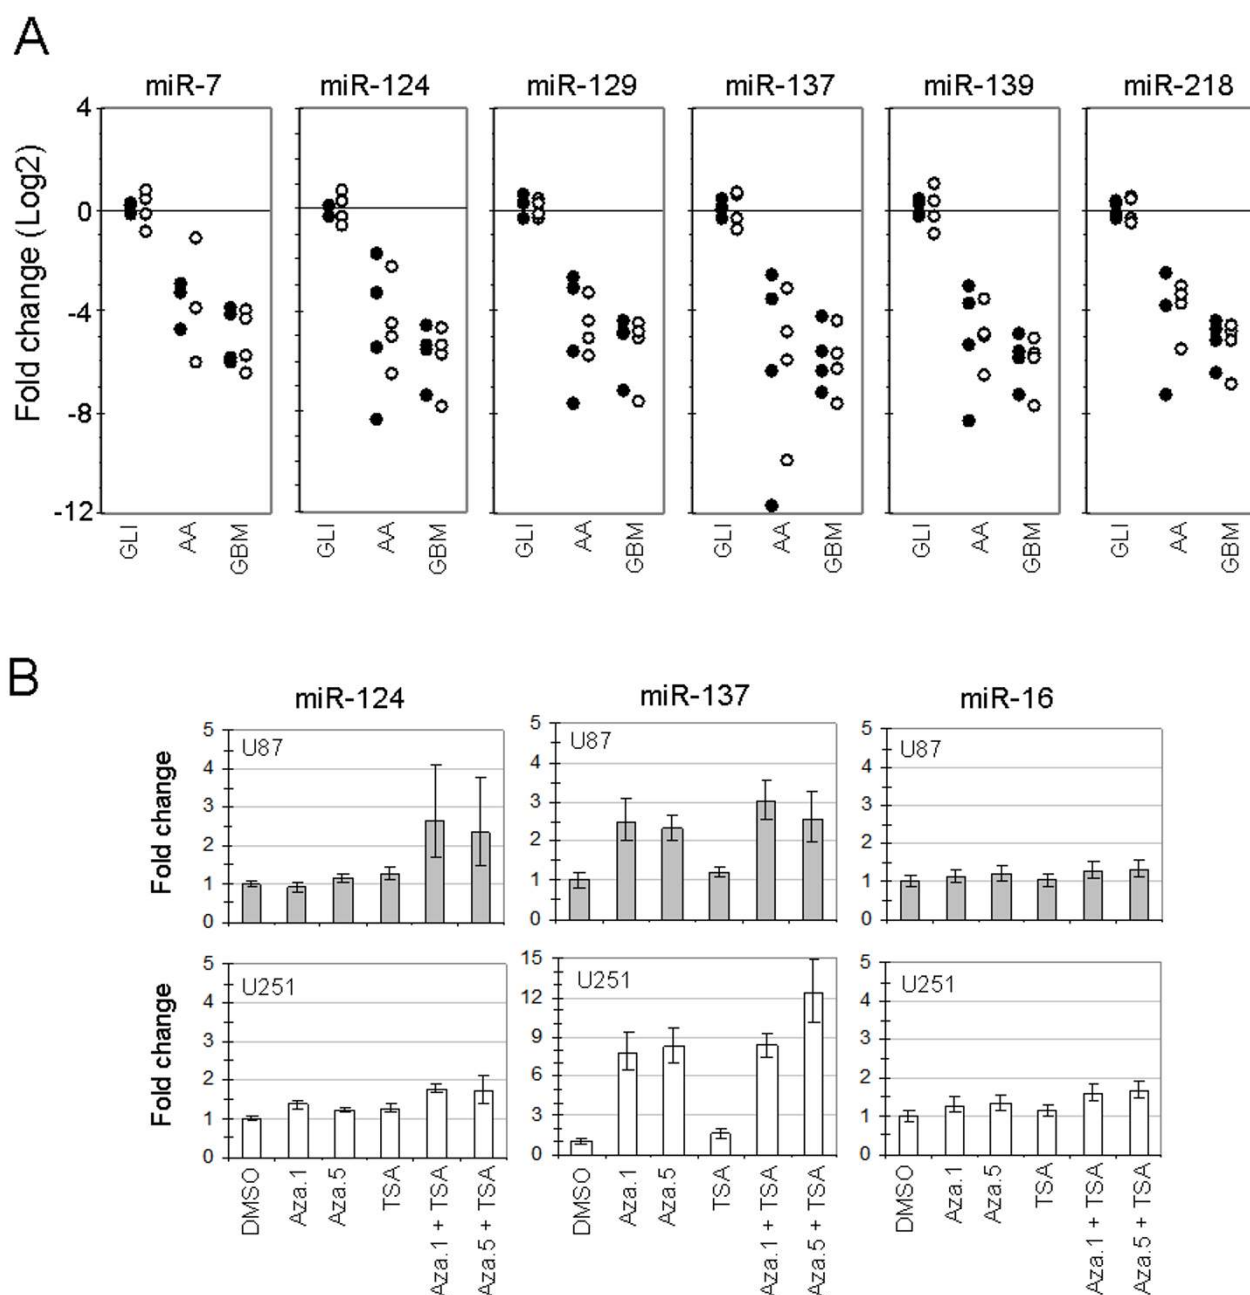 A
miR-7 miR-124 miR-129 miR-137 miR-139 miR-218
Fold change (Log2)
4
0
-4
-8
-12
GLI AA GBM GLI AA GBM GLI AA GBM GLI AA GBM GLI AA GBM GLI AA GBM
B
miR-124 miR-137 miR-16
Fold change
5 5 5
U87 U87 U87
4 4 4
3 3 3
2 2 2
1 1 1
0 0 0
Fold change
5 15 5
U251 U251 U251
4 12 4
3 9 3
6
2 3 2
1 1
0 0 0
DMSO Aza.1 Aza.5 TSA Aza.1 + TSA Aza.5 + TSA DMSO Aza.1 Aza.5 TSA Aza.1 + TSA Aza.5 + TSA DMSO Aza.1 Aza.5 TSA Aza.1 + TSA Aza.5 + TSA